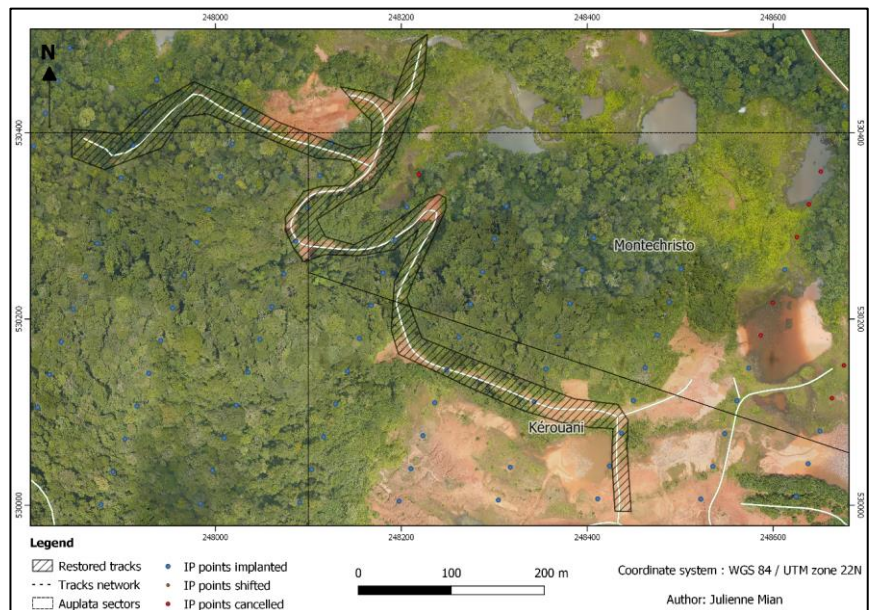 248000 248200 248400 248600
N
530400 530400
Montechristo
530200 530200
Kérouani
530000 530000
248000 248200 248400 248600
Legend
Restored tracks
Tracks network
Auplata sectors
IP points implanted
IP points shifted
IP points cancelled
0 100 200 m
Coordinate system : WGS 84 / UTM zone 22N
Author: Julienne Mian